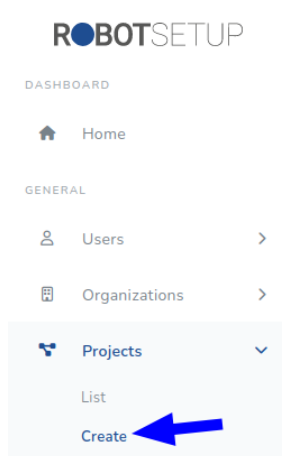 ROBOTSETUP
DASHBOARD
Home
GENERAL
Users
Organizations
Projects
List
Create